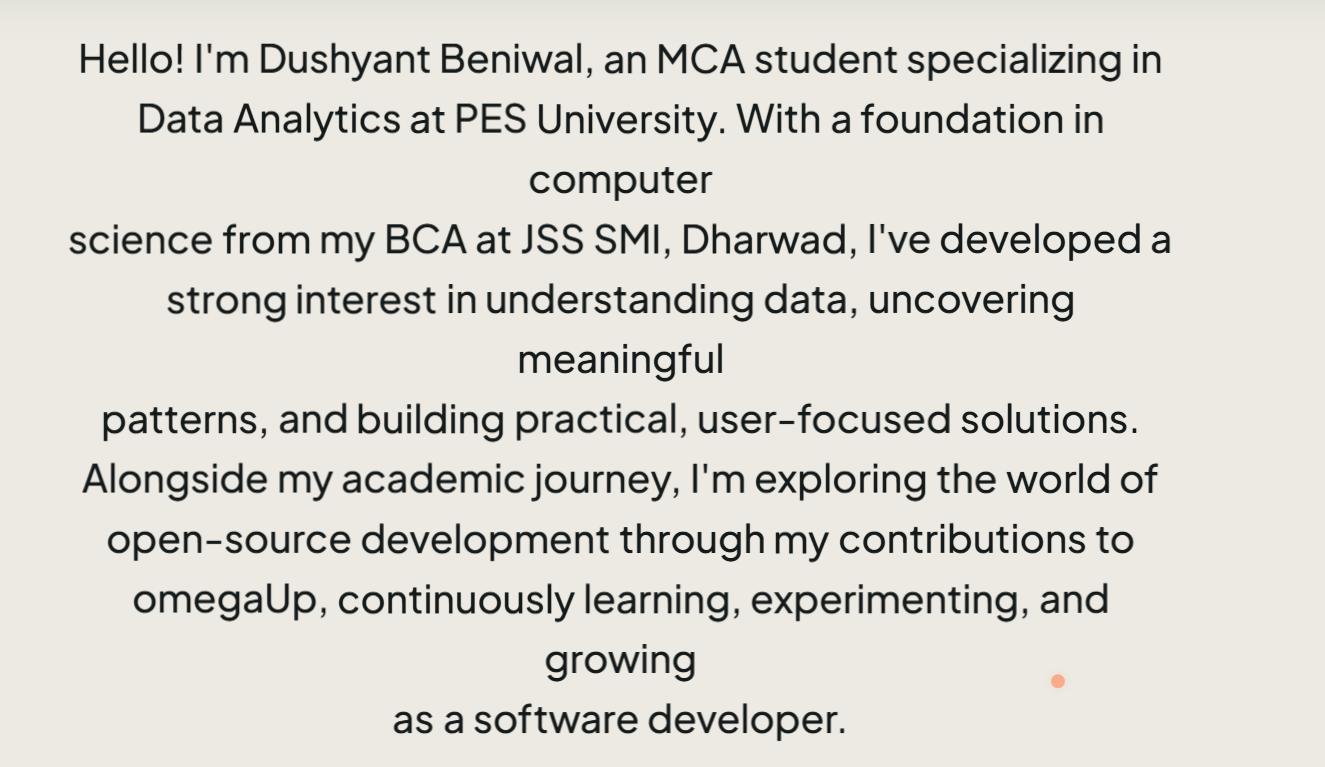 Hello! I'm Dushyant Beniwal, an MCA student specializing in
Data Analytics at PES University. With a foundation in
computer
science from my BCA at JSS SMI, Dharwad, I've developed a
strong interest in understanding data, uncovering
meaningful
patterns, and building practical, user-focused solutions.
Alongside my academic journey, I'm exploring the world of
open-source development through my contributions to
omegaUp, continuously learning, experimenting, and
growing
as a software developer.